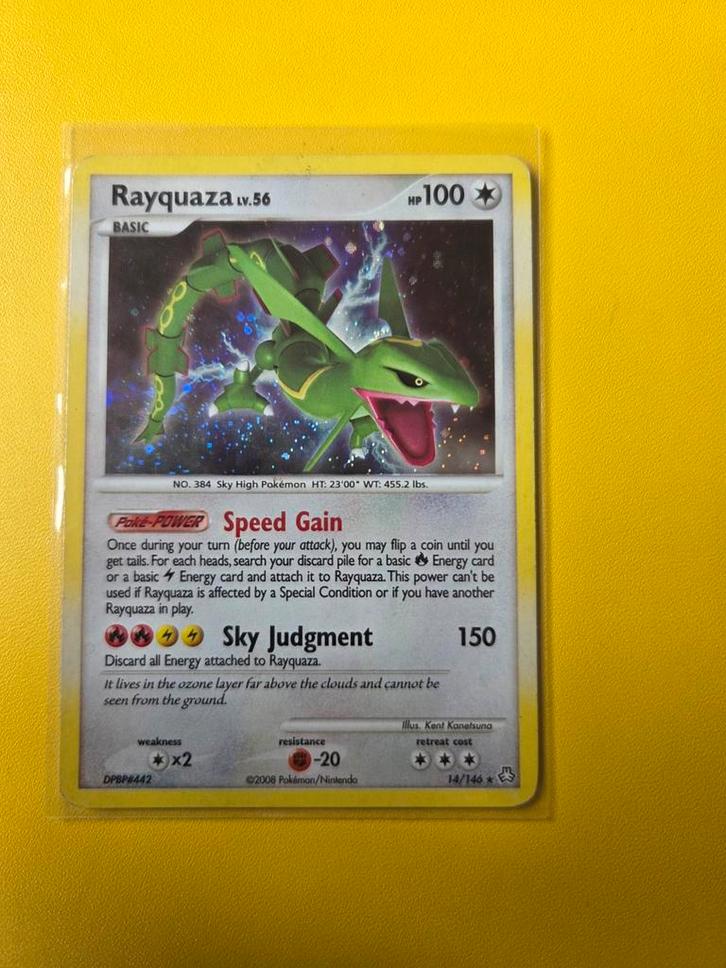 Rayquaza LV.56 HP 100
BASIC
NO. 384 Sky High Pokémon HT: 23'00" WT: 455.2 lbs.
Poké-POWER Speed Gain
Once during your turn (before your attack), you may flip a coin until you
get tails. For each heads, search your discard pile for a basic Energy card
or a basic Energy card and attach it to Rayquaza. This power can't be
used if Rayquaza is affected by a Special Condition or if you have another
Rayquaza in play.
Sky Judgment 150
Discard all Energy attached to Rayquaza.
It lives in the ozone layer far above the clouds and cannot be
seen from the ground.
Illus. Kent Kanetsuna
weakness resistance retreat cost
x2 -20
DPBP#442 ©2008 Pokémon/Nintendo 14/146 ★